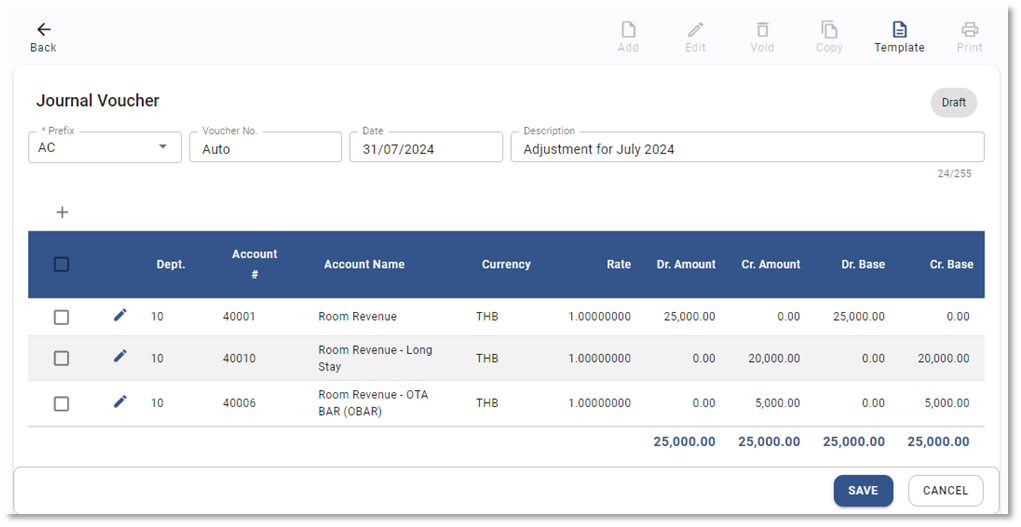 Back
Add Edit Void Copy Template Print
Journal Voucher
Draft
* Prefix Voucher No. Date Description
AC Auto 31/07/2024 Adjustment for July 2024
24/255
+
Dept. Account # Account Name Currency Rate Dr. Amount Cr. Amount Dr. Base Cr. Base
10 40001 Room Revenue THB 1.00000000 25,000.00 0.00 25,000.00 0.00
10 40010 Room Revenue - Long Stay THB 1.00000000 0.00 20,000.00 0.00 20,000.00
10 40006 Room Revenue - OTA BAR (OBAR) THB 1.00000000 0.00 5,000.00 0.00 5,000.00
25,000.00 25,000.00 25,000.00 25,000.00
SAVE CANCEL